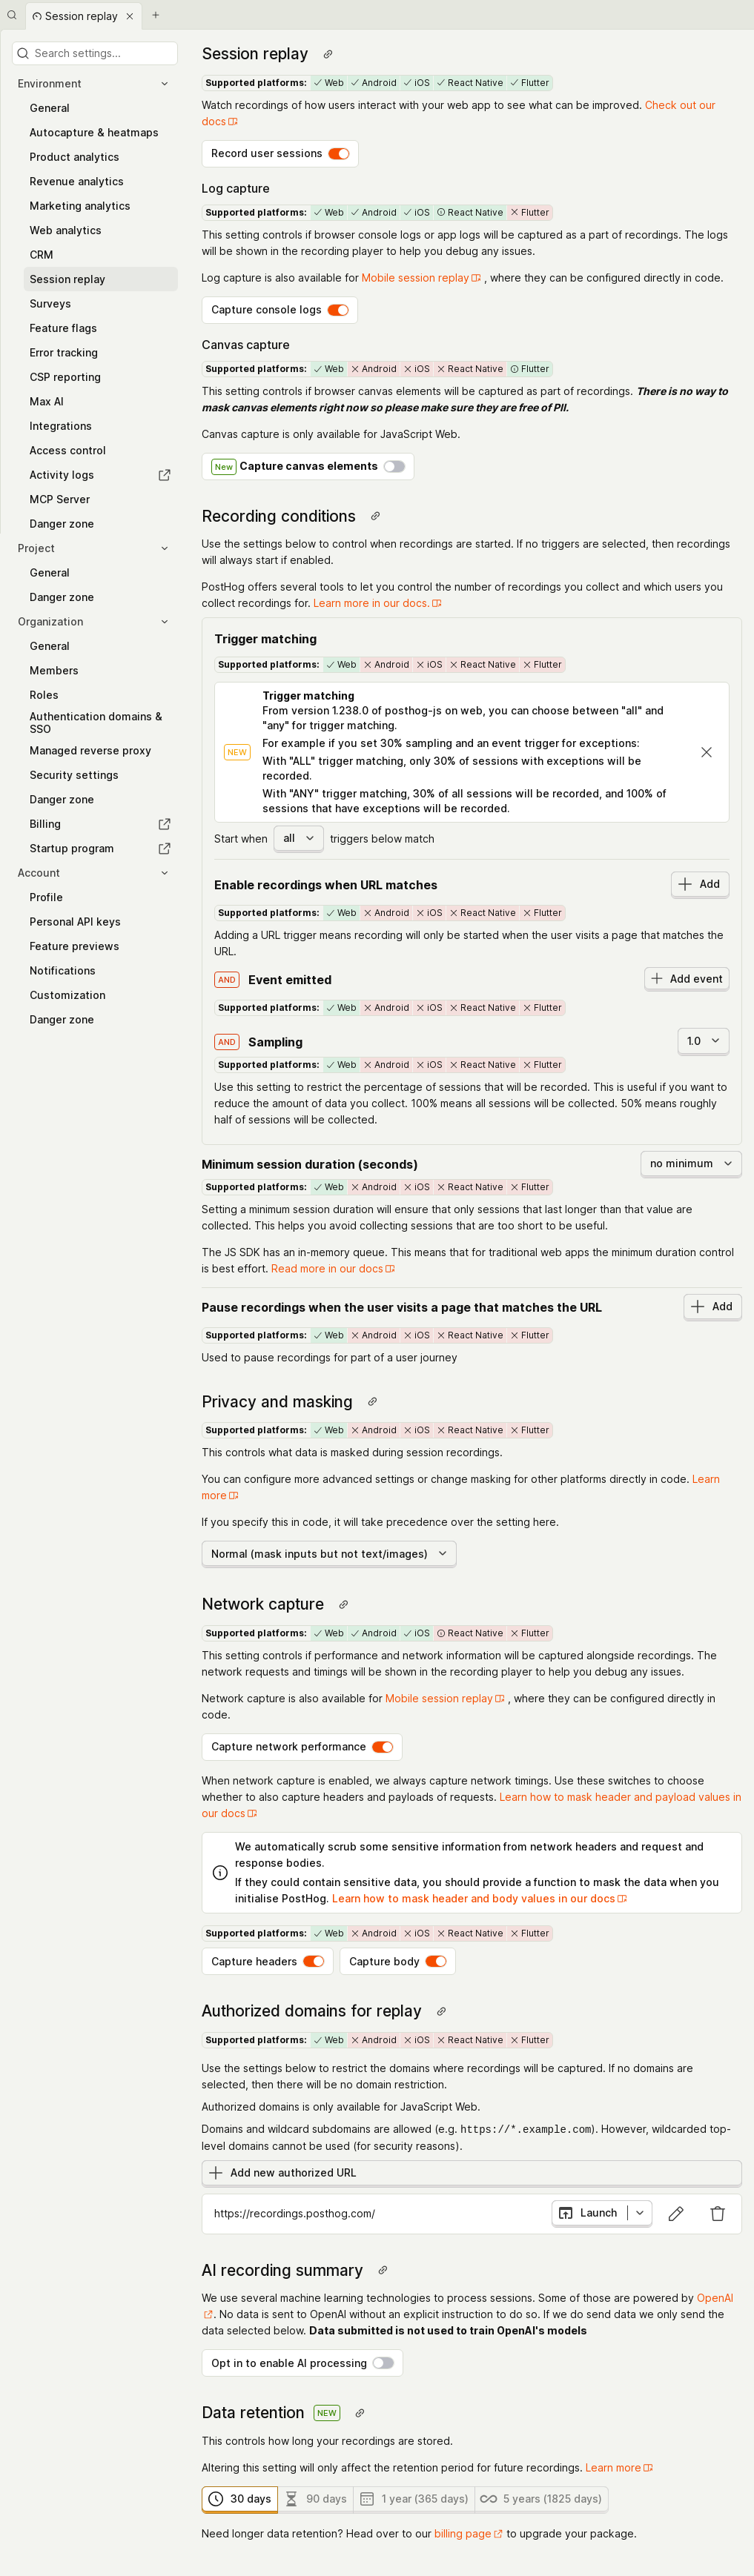 Session replay
Search settings...
Environment
General
Autocapture & heatmaps
Product analytics
Revenue analytics
Marketing analytics
Web analytics
CRM
Session replay
Surveys
Feature flags
Error tracking
CSP reporting
Max AI
Integrations
Access control
Activity logs
MCP Server
Danger zone
Project
General
Danger zone
Organization
General
Members
Roles
Authentication domains &
SSO
Managed reverse proxy
Security settings
Danger zone
Billing
Startup program
Account
Profile
Personal API keys
Feature previews
Notifications
Customization
Danger zone
Session replay
Supported platforms: Web Android iOS React Native Flutter
Watch recordings of how users interact with your web app to see what can be improved. Check out our
docs
Record user sessions
Log capture
Supported platforms: Web Android iOS React Native Flutter
This setting controls if browser console logs or app logs will be captured as a part of recordings. The logs
will be shown in the recording player to help you debug any issues.
Log capture is also available for Mobile session replay , where they can be configured directly in code.
Capture console logs
Canvas capture
Supported platforms: Web Android iOS React Native Flutter
This setting controls if browser canvas elements will be captured as part of recordings. There is no way to
mask canvas elements right now so please make sure they are free of PII.
Canvas capture is only available for JavaScript Web.
New Capture canvas elements
Recording conditions
Use the settings below to control when recordings are started. If no triggers are selected, then recordings
will always start if enabled.
PostHog offers several tools to let you control the number of recordings you collect and which users you
collect recordings for. Learn more in our docs.
Trigger matching
Supported platforms: Web Android iOS React Native Flutter
NEW
Trigger matching
From version 1.238.0 of posthog-js on web, you can choose between "all" and
"any" for trigger matching.
For example if you set 30% sampling and an event trigger for exceptions:
With "ALL" trigger matching, only 30% of sessions with exceptions will be
recorded.
With "ANY" trigger matching, 30% of all sessions will be recorded, and 100% of
sessions that have exceptions will be recorded.
Start when all triggers below match
Enable recordings when URL matches Add
Supported platforms: Web Android iOS React Native Flutter
Adding a URL trigger means recording will only be started when the user visits a page that matches the
URL.
AND Event emitted Add event
Supported platforms: Web Android iOS React Native Flutter
AND Sampling 1.0
Supported platforms: Web Android iOS React Native Flutter
Use this setting to restrict the percentage of sessions that will be recorded. This is useful if you want to
reduce the amount of data you collect. 100% means all sessions will be collected. 50% means roughly
half of sessions will be collected.
Minimum session duration (seconds) no minimum
Supported platforms: Web Android iOS React Native Flutter
Setting a minimum session duration will ensure that only sessions that last longer than that value are
collected. This helps you avoid collecting sessions that are too short to be useful.
The JS SDK has an in-memory queue. This means that for traditional web apps the minimum duration control
is best effort. Read more in our docs
Pause recordings when the user visits a page that matches the URL Add
Supported platforms: Web Android iOS React Native Flutter
Used to pause recordings for part of a user journey
Privacy and masking
Supported platforms: Web Android iOS React Native Flutter
This controls what data is masked during session recordings.
You can configure more advanced settings or change masking for other platforms directly in code. Learn
more
If you specify this in code, it will take precedence over the setting here.
Normal (mask inputs but not text/images)
Network capture
Supported platforms: Web Android iOS React Native Flutter
This setting controls if performance and network information will be captured alongside recordings. The
network requests and timings will be shown in the recording player to help you debug any issues.
Network capture is also available for Mobile session replay , where they can be configured directly in
code.
Capture network performance
When network capture is enabled, we always capture network timings. Use these switches to choose
whether to also capture headers and payloads of requests. Learn how to mask header and payload values in
our docs
We automatically scrub some sensitive information from network headers and request and
response bodies.
If they could contain sensitive data, you should provide a function to mask the data when you
initialise PostHog. Learn how to mask header and body values in our docs
Supported platforms: Web Android iOS React Native Flutter
Capture headers Capture body
Authorized domains for replay
Supported platforms: Web Android iOS React Native Flutter
Use the settings below to restrict the domains where recordings will be captured. If no domains are
selected, then there will be no domain restriction.
Authorized domains is only available for JavaScript Web.
Domains and wildcard subdomains are allowed (e.g. https://*.example.com). However, wildcarded top-
level domains cannot be used (for security reasons).
Add new authorized URL
https://recordings.posthog.com/ Launch
AI recording summary
We use several machine learning technologies to process sessions. Some of those are powered by OpenAI
. No data is sent to OpenAI without an explicit instruction to do so. If we do send data we only send the
data selected below. Data submitted is not used to train OpenAI's models
Opt in to enable AI processing
Data retention NEW
This controls how long your recordings are stored.
Altering this setting will only affect the retention period for future recordings. Learn more
30 days 90 days 1 year (365 days) 5 years (1825 days)
Need longer data retention? Head over to our billing page to upgrade your package.